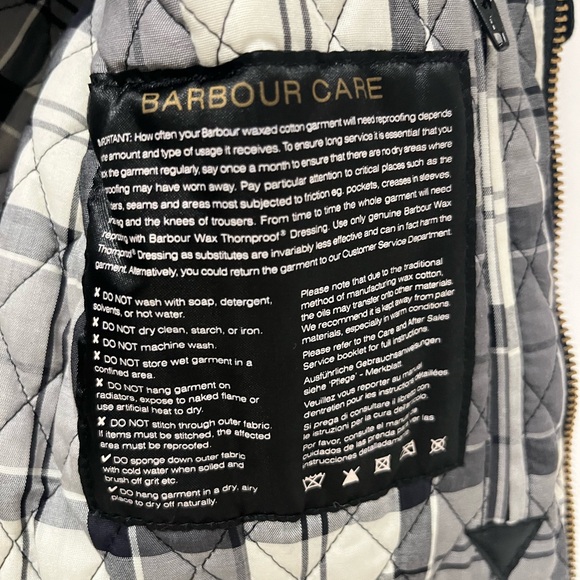 BARBOUR CARE
IMPORTANT: How often your Barbour waxed cotton garment will need reproofing depends
the amount and type of usage it receives. To ensure long service it is essential that you
the garment regularly, say once a month to ensure that there are no dry areas where
proofing may have worn away. Pay particular attention to critical places such as the
seams and areas most subjected to friction eg. pockets, creases in sleeves,
and the knees of trousers. From time to time the whole garment will need
reproofing with Barbour Wax Thornproof® Dressing. Use only genuine Barbour Wax
Thornproof® Dressing as substitutes are invariably less effective and can in fact harm the
garment. Alternatively, you could return the garment to our Customer Service Department.
✗ DO NOT wash with soap, detergent,
solvents, or hot water.
✗ DO NOT dry clean, starch, or iron.
✗ DO NOT machine wash.
✗ DO NOT store wet garment in a
confined area.
✗ DO NOT hang garment on
radiators, expose to naked flame or
use artificial heat to dry.
✗ DO NOT stitch through outer fabric.
If items must be stitched, the affected
area must be reproofed.
✓ DO sponge down outer fabric
with cold water when soiled and
brush off grit etc.
✓ DO hang garment in a dry, airy
place to dry off naturally.
Please note that due to the traditional
method of manufacturing wax cotton,
the oils may transfer onto other materials.
We recommend it is kept away from paler
materials, especially in warm conditions.
Please refer to the Care and After Sales
Service booklet for full instructions.
Ausführliche Gebrauchsanweisungen
siehe 'Pflege' - Merkblatt.
Veuillez vous reporter au manuel
d'entretien pour les instructions détaillées.
Si prega di consultare il libretto con
le istruzioni per la cura dell'articolo.
Por favor, consulte el manual de
cuidados de las prendas para las
instrucciones detalladas.